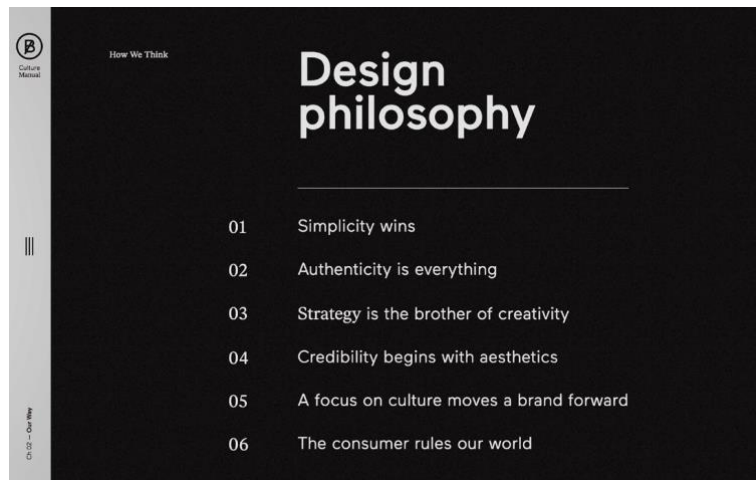 Culture
Manual
How We Think
Design
philosophy
01 Simplicity wins
02 Authenticity is everything
03 Strategy is the brother of creativity
04 Credibility begins with aesthetics
05 A focus on culture moves a brand forward
06 The consumer rules our world
Ch 02 — Our Way